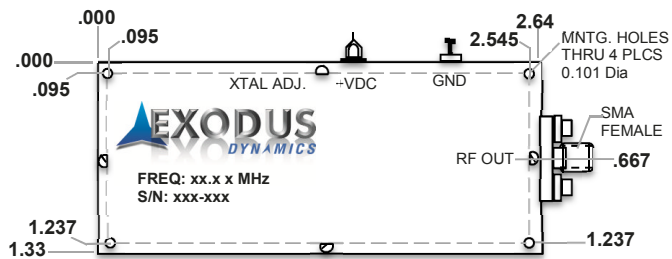 .000
.000
.095
.095
2.545
2.64
MNTG. HOLES
THRU 4 PLCS
0.101 Dia
XTAL ADJ.
+VDC
GND
SMA
FEMALE
EXODUS
DYNAMICS
RF OUT
.667
FREQ: xx.x x MHz
S/N: xxx-xxx
1.237
1.33
1.237